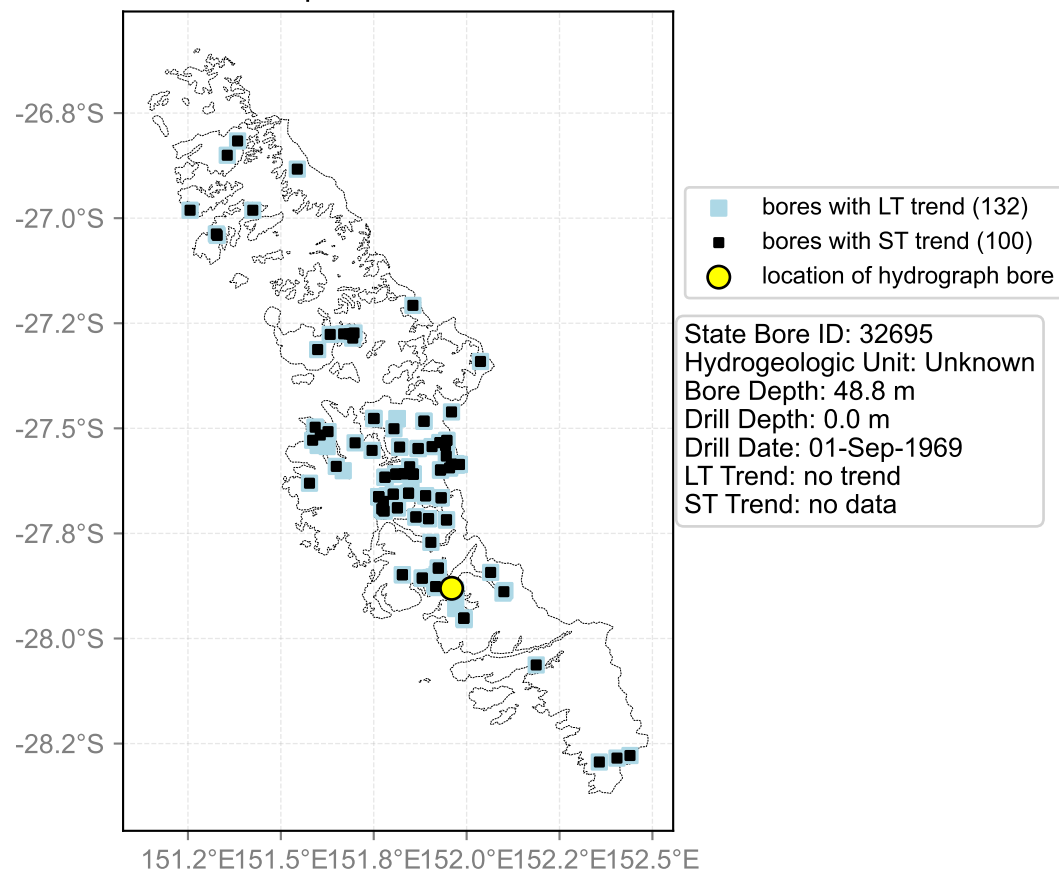 -26.8°S
-27.0°S
-27.2°S
-27.5°S
-27.8°S
-28.0°S
-28.2°S
151.2°E151.5°E151.8°E152.0°E152.2°E152.5°E
bores with LT trend (132)
bores with ST trend (100)
location of hydrograph bore
State Bore ID: 32695
Hydrogeologic Unit: Unknown
Bore Depth: 48.8 m
Drill Depth: 0.0 m
Drill Date: 01-Sep-1969
LT Trend: no trend
ST Trend: no data